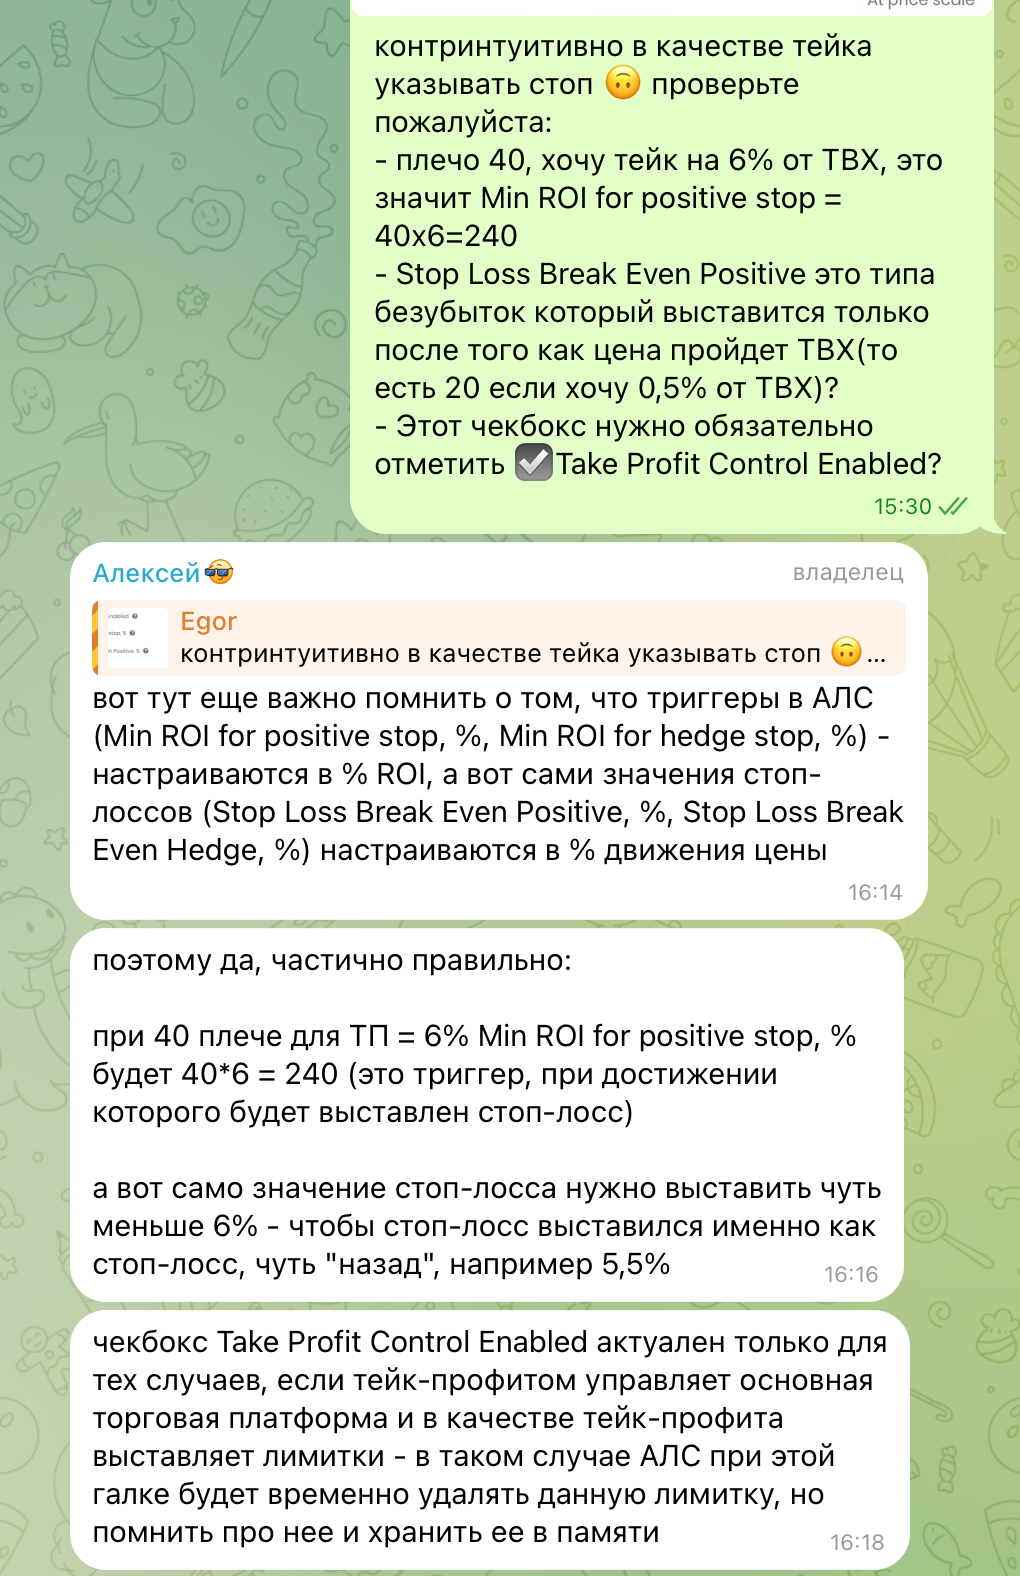 At price scale
контринтуитивно в качестве тейка
указывать стоп 🙃 проверьте
пожалуйста:
- плечо 40, хочу тейк на 6% от ТВХ, это
значит Min ROI for positive stop =
40х6=240
- Stop Loss Break Even Positive это типа
безубыток который выставится только
после того как цена пройдет ТВХ(то
есть 20 если хочу 0,5% от ТВХ)?
- Этот чекбокс нужно обязательно
отметить ☑️Take Profit Control Enabled?
15:30
Алексей😎 владелец
Egor
контринтуитивно в качестве тейка указывать стоп 🙃...
вот тут еще важно помнить о том, что триггеры в АЛС
(Min ROI for positive stop, %, Min ROI for hedge stop, %) -
настраиваются в % ROI, а вот сами значения стоп-
лоссов (Stop Loss Break Even Positive, %, Stop Loss Break
Even Hedge, %) настраиваются в % движения цены
16:14
поэтому да, частично правильно:
при 40 плече для ТП = 6% Min ROI for positive stop, %
будет 40*6 = 240 (это триггер, при достижении
которого будет выставлен стоп-лосс)
а вот само значение стоп-лосса нужно выставить чуть
меньше 6% - чтобы стоп-лосс выставился именно как
стоп-лосс, чуть "назад", например 5,5%
16:16
чекбокс Take Profit Control Enabled актуален только для
тех случаев, если тейк-профитом управляет основная
торговая платформа и в качестве тейк-профита
выставляет лимитки - в таком случае АЛС при этой
галке будет временно удалять данную лимитку, но
помнить про нее и хранить ее в памяти
16:18